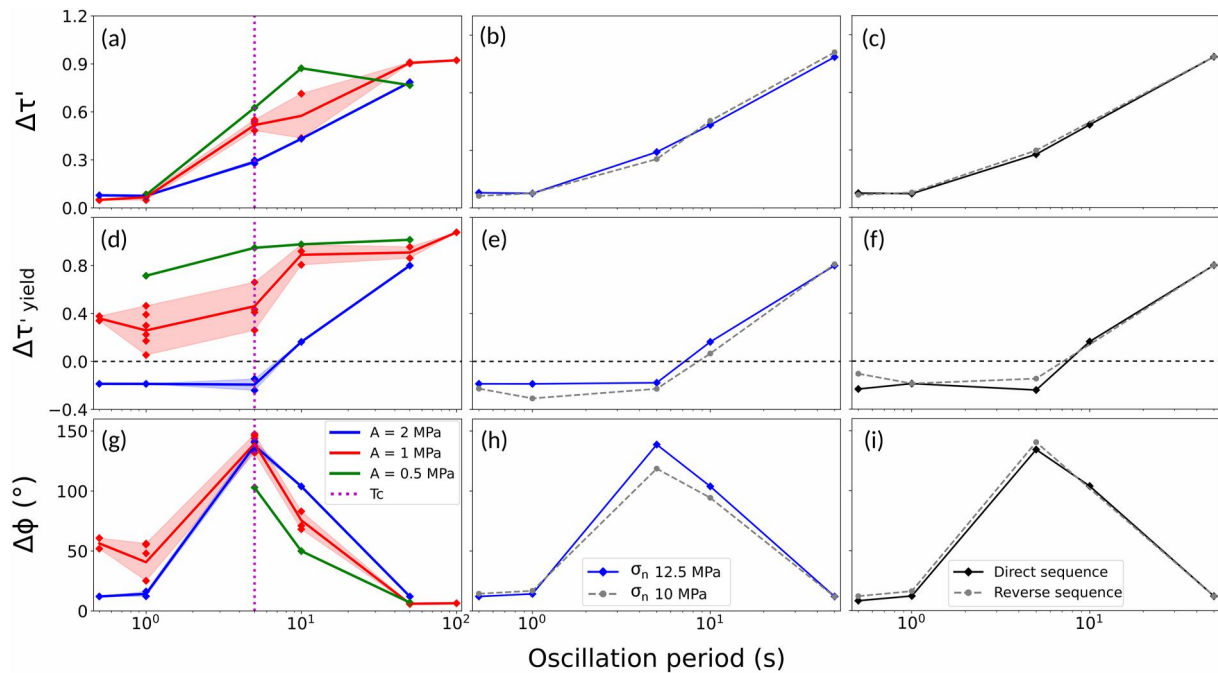 (a)
(b)
(c)
1.2
0.9
0.6
0.3
0.0
Δτ'
(d)
(e)
(f)
0.8
0.4
0.0
−0.4
Δτ' yield
(g)
(h)
(i)
150
100
50
0
Δϕ (°)
A = 2 MPa
A = 1 MPa
A = 0.5 MPa
Tc
σn 12.5 MPa
σn 10 MPa
Direct sequence
Reverse sequence
10⁰ 10¹ 10² 10⁰ 10¹ 10⁰ 10¹
Oscillation period (s)